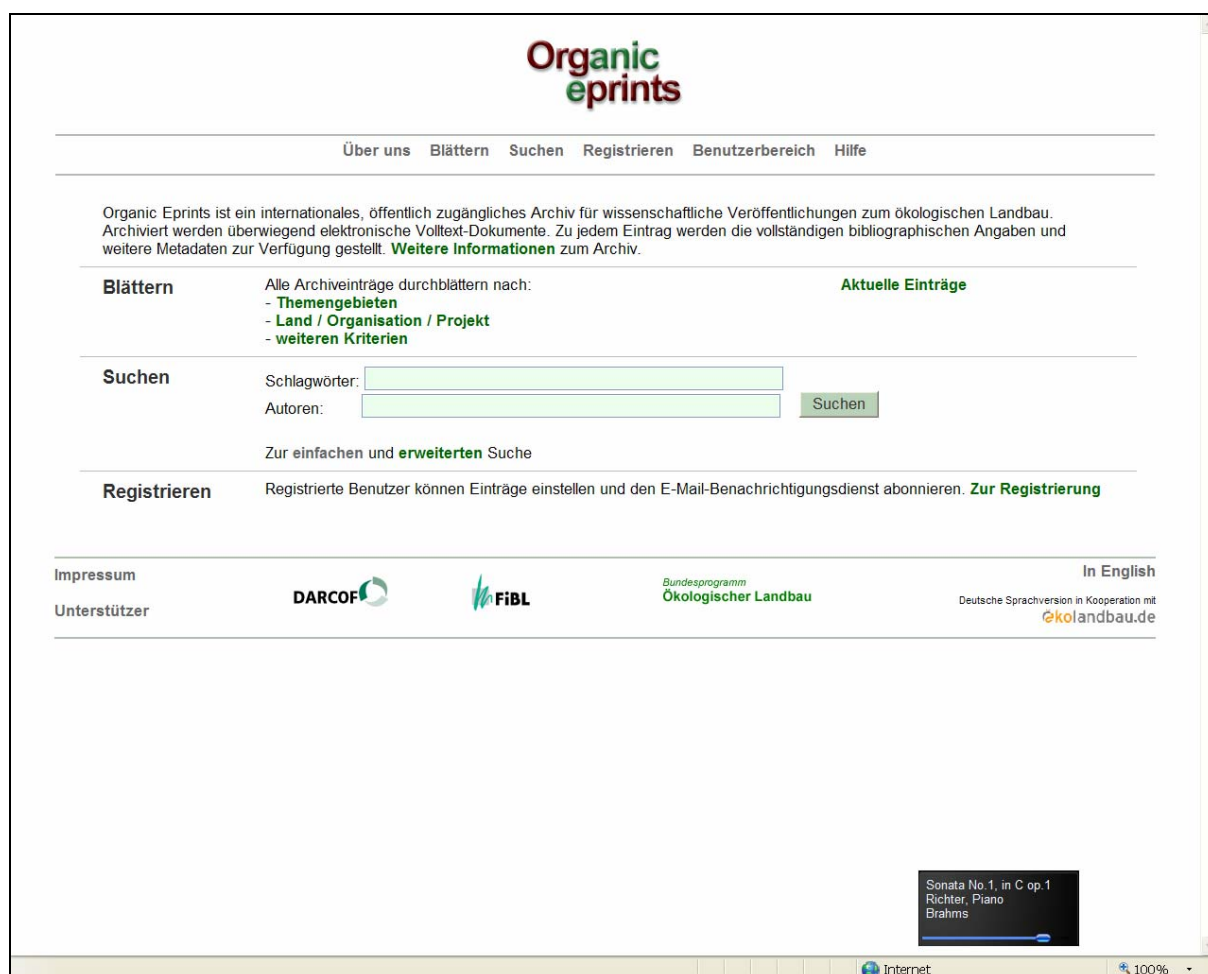 Organic
eprints
Über uns Blättern Suchen Registrieren Benutzerbereich Hilfe
Organic Eprints ist ein internationales, öffentlich zugängliches Archiv für wissenschaftliche Veröffentlichungen zum ökologischen Landbau.
Archiviert werden überwiegend elektronische Volltext-Dokumente. Zu jedem Eintrag werden die vollständigen bibliographischen Angaben und
weitere Metadaten zur Verfügung gestellt. Weitere Informationen zum Archiv.
Blättern Alle Archiveinträge durchblättern nach: Aktuelle Einträge
- Themengebieten
- Land / Organisation / Projekt
- weiteren Kriterien
Suchen Schlagwörter:
Autoren: Suchen
Zur einfachen und erweiterten Suche
Registrieren Registrierte Benutzer können Einträge einstellen und den E-Mail-Benachrichtigungsdienst abonnieren. Zur Registrierung
Impressum
Unterstützer
DARCOF
FiBL
Bundesprogramm
Ökologischer Landbau
In English
Deutsche Sprachversion in Kooperation mit
ökolandbau.de
Sonata No.1, in C op.1
Richter, Piano
Brahms
Internet 100%